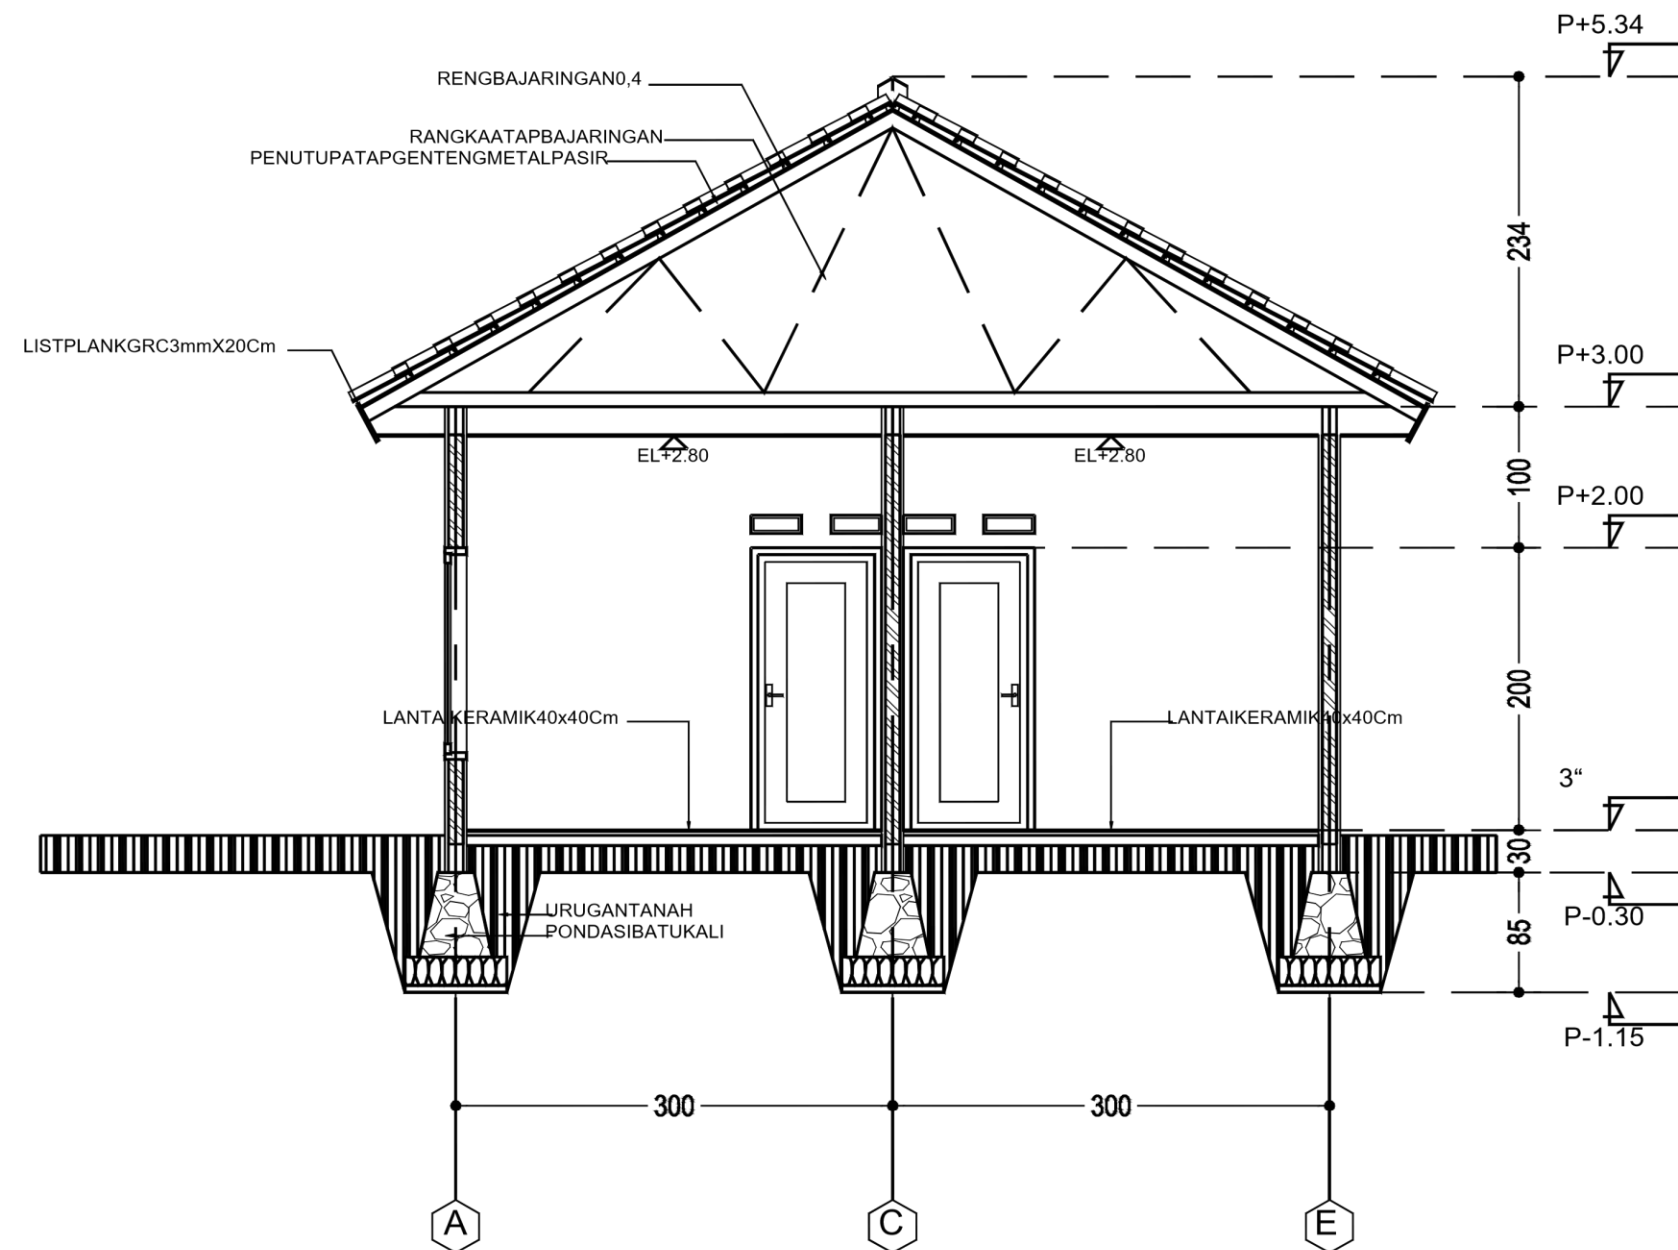 P+5.34
RENGBAJARINGAN0,4
RANGKAATAPBAJARINGAN
PENUTUPATAPGENTENGMETALPASIR
234
LISTPLANKGRC3mmX20Cm
P+3.00
EL+2.80
EL+2.80
100
P+2.00
200
LANTAIKERAMIK40x40Cm
LANTAIKERAMIK40x40Cm
3“
30
URUGANTANAH
PONDASIBATUKALI
P-0.30
85
P-1.15
300
300
A
C
E